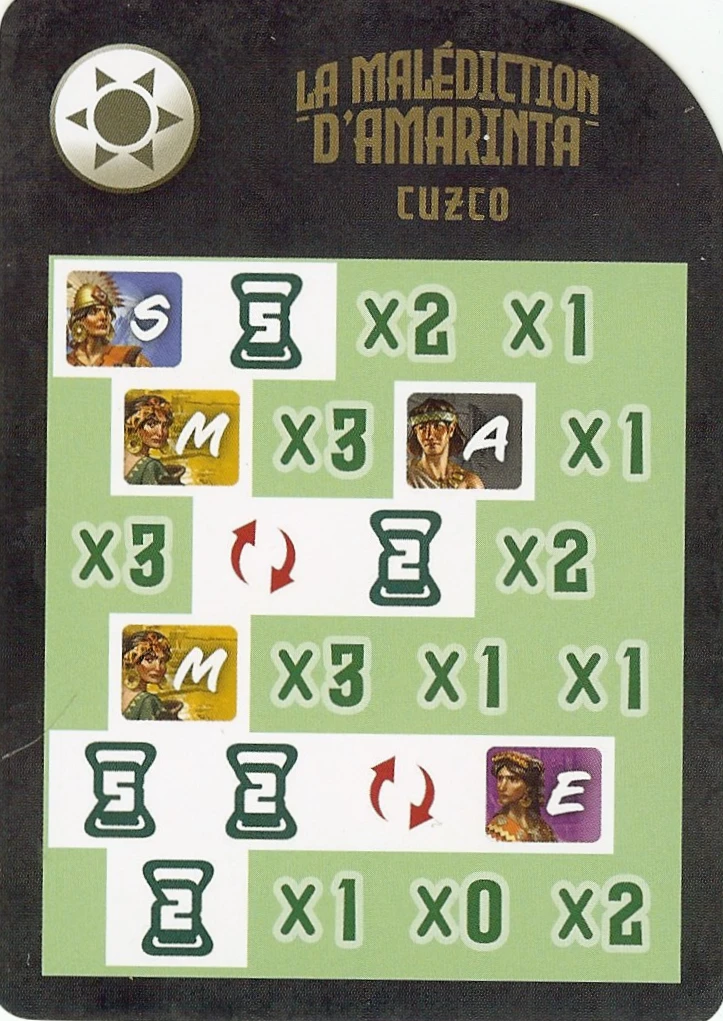 LA MALÉDICTION
D'AMARINTA
CUZCO
S 5 x2 x1
M x3 A x1
x3 2 x2
M x3 x1 x1
5 2 E
2 x1 x0 x2